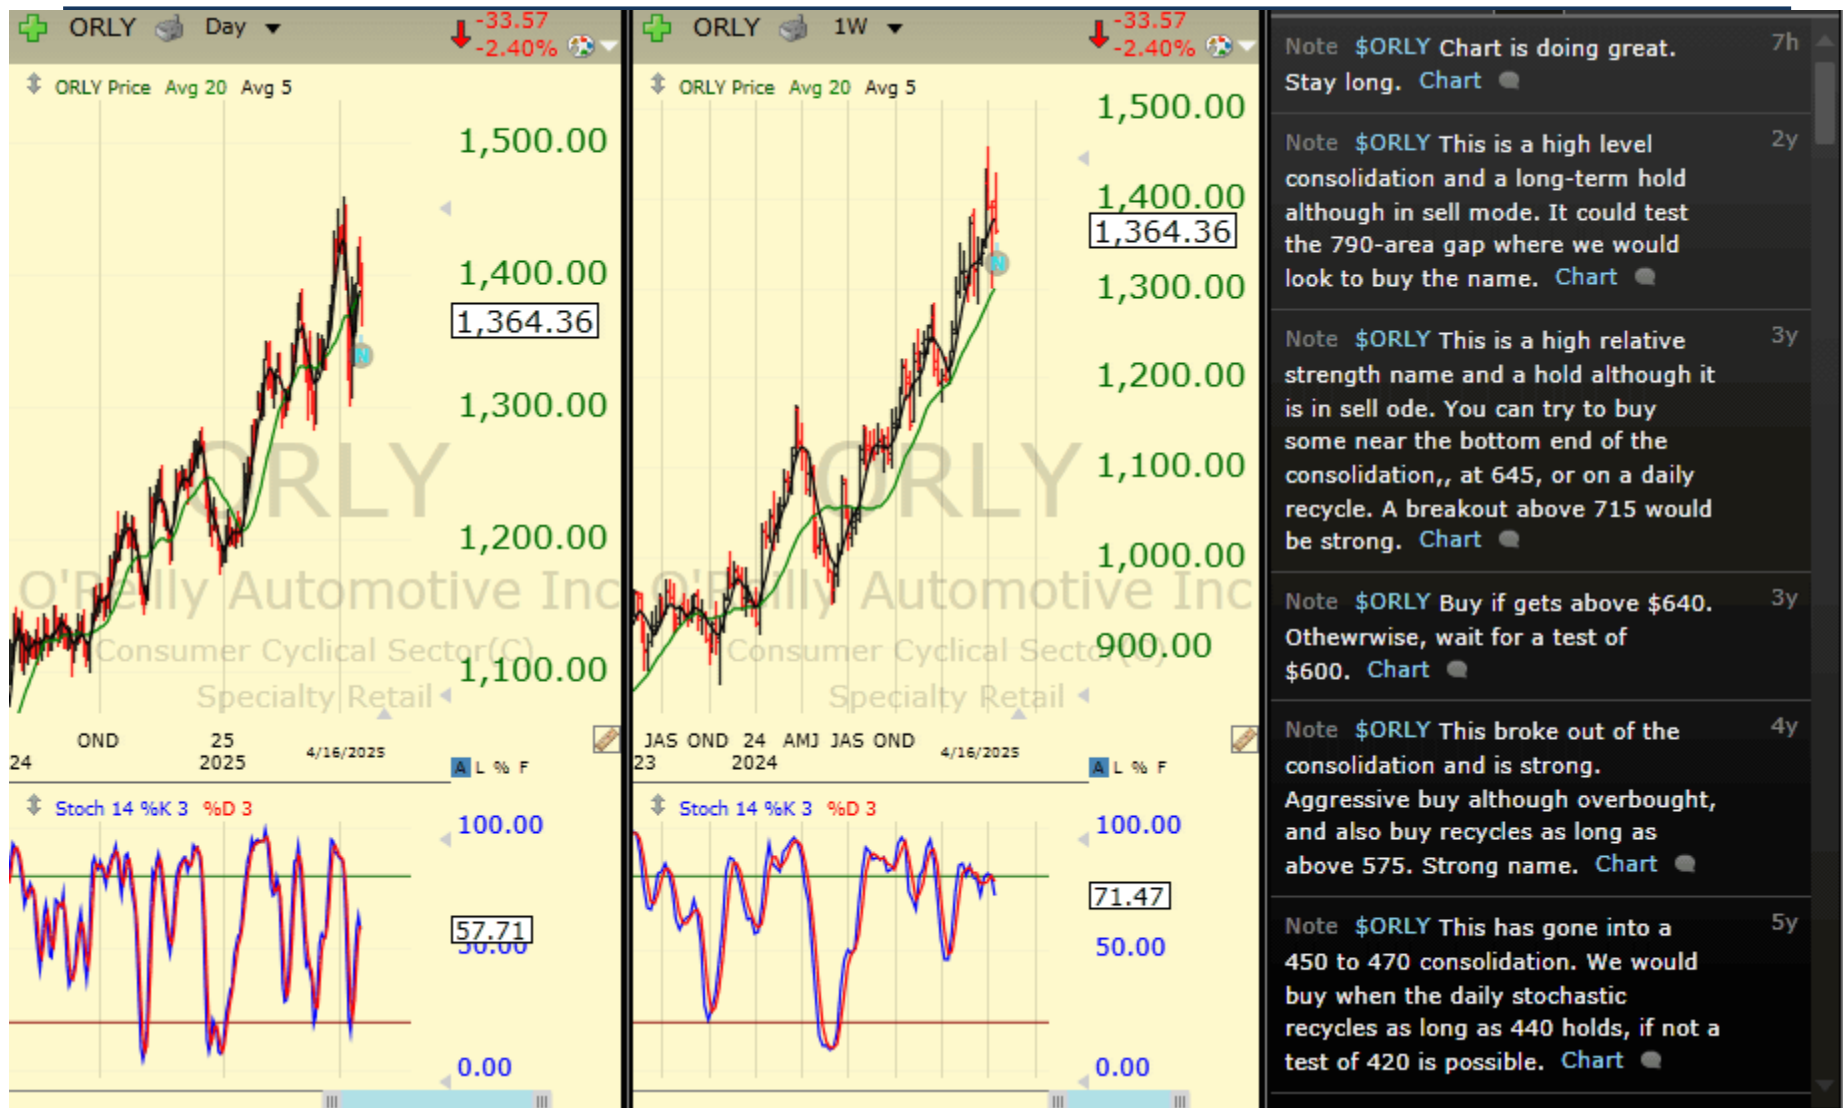 ORLY Day
-33.57
-2.40%
ORLY Price Avg 20 Avg 5
1,500.00
1,400.00
1,364.36
N
1,300.00
1,200.00
1,100.00
ORLY
O'Reilly Automotive Inc
Consumer Cyclical Sector(C)
Specialty Retail
OND 25
24 2025 4/16/2025
A L % F
Stoch 14 %K 3 %D 3
100.00
57.71
50.00
0.00
ORLY 1W
-33.57
-2.40%
ORLY Price Avg 20 Avg 5
1,500.00
1,400.00
1,364.36
N
1,300.00
1,200.00
1,100.00
1,000.00
900.00
ORLY
O'Reilly Automotive Inc
Consumer Cyclical Sector(C)
Specialty Retail
JAS OND 24 AMJ JAS OND
23 2024 4/16/2025
A L % F
Stoch 14 %K 3 %D 3
100.00
71.47
50.00
0.00
Note $ORLY Chart is doing great. 7h
Stay long. Chart
Note $ORLY This is a high level 2y
consolidation and a long-term hold
although in sell mode. It could test
the 790-area gap where we would
look to buy the name. Chart
Note $ORLY This is a high relative 3y
strength name and a hold although it
is in sell ode. You can try to buy
some near the bottom end of the
consolidation,, at 645, or on a daily
recycle. A breakout above 715 would
be strong. Chart
Note $ORLY Buy if gets above $640. 3y
Othewrwise, wait for a test of
$600. Chart
Note $ORLY This broke out of the 4y
consolidation and is strong.
Aggressive buy although overbought,
and also buy recycles as long as
above 575. Strong name. Chart
Note $ORLY This has gone into a 5y
450 to 470 consolidation. We would
buy when the daily stochastic
recycles as long as 440 holds, if not a
test of 420 is possible. Chart